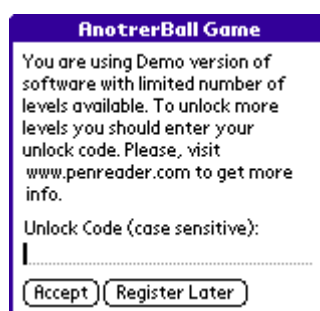 AnotrerBall Game
You are using Demo version of
software with limited number of
levels available. To unlock more
levels you should enter your
unlock code. Please, visit
www.penreader.com to get more
info.
Unlock Code (case sensitive):
Accept Register Later